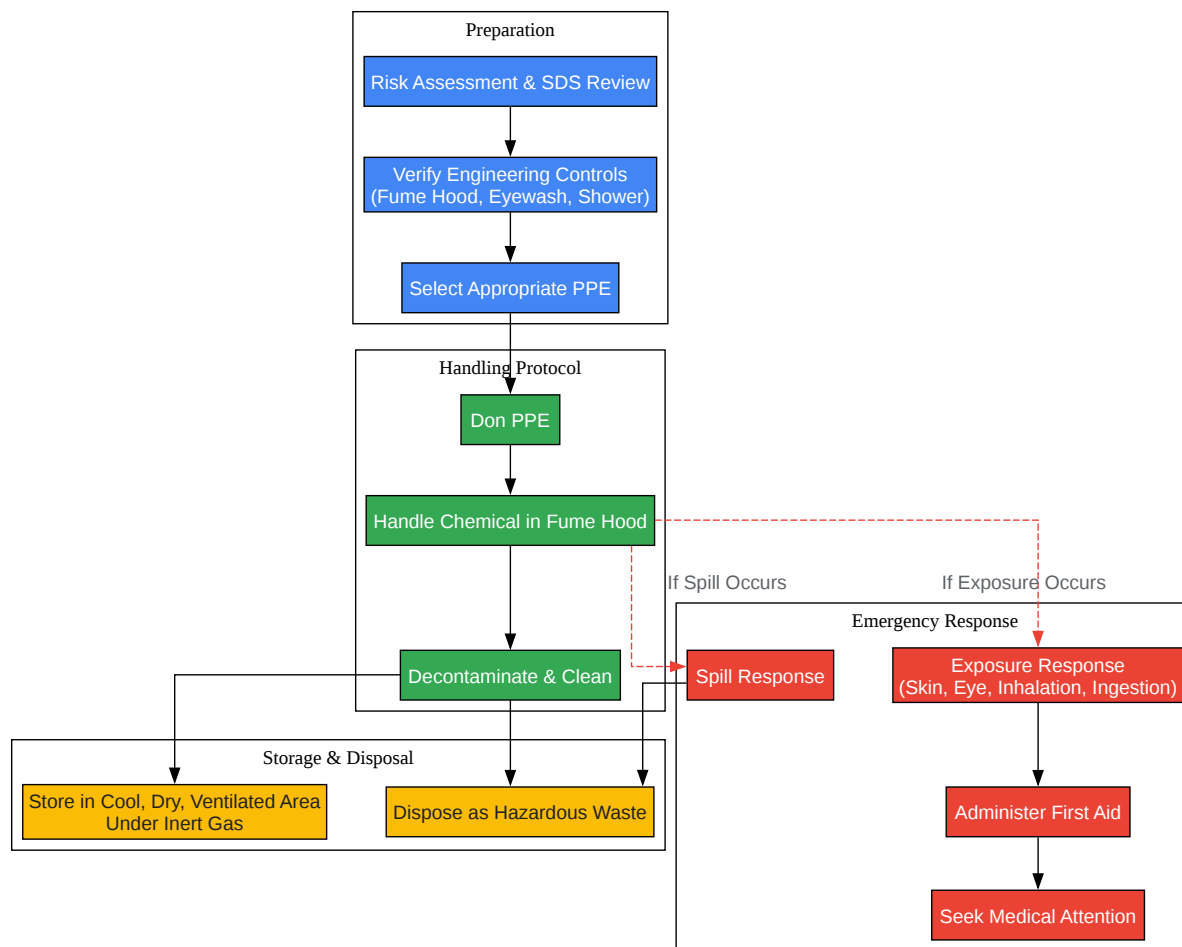 Preparation
Risk Assessment & SDS Review
Verify Engineering Controls
(Fume Hood, Eyewash, Shower)
Select Appropriate PPE
Handling Protocol
Don PPE
Handle Chemical in Fume Hood
If Spill Occurs
If Exposure Occurs
Emergency Response
Decontaminate & Clean
Spill Response
Exposure Response
(Skin, Eye, Inhalation, Ingestion)
Storage & Disposal
Store in Cool, Dry, Ventilated Area
Under Inert Gas
Dispose as Hazardous Waste
Administer First Aid
Seek Medical Attention